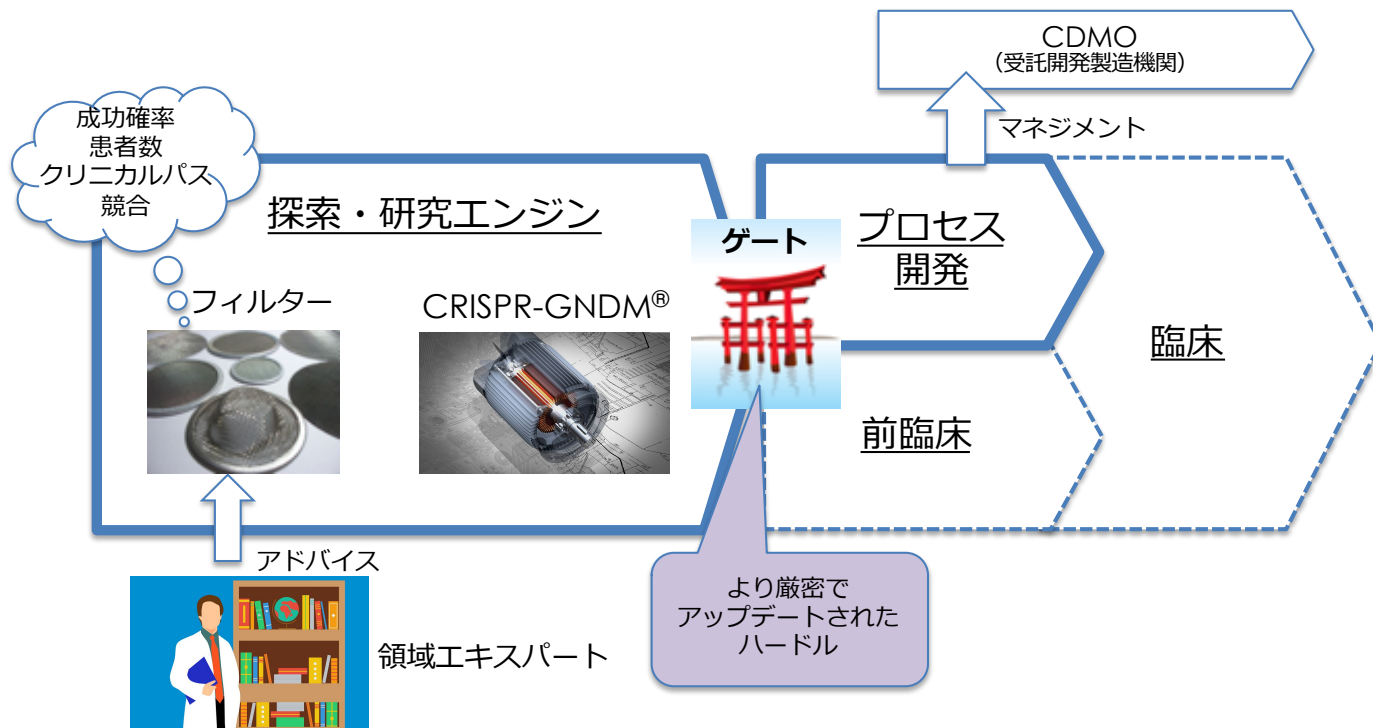 CDMO
（受託開発製造機関）
マネジメント
成功確率
患者数
クリニカルパス
競合
探索・研究エンジン
ゲート
プロセス
開発
フィルター
CRISPR-GNDM®
臨床
前臨床
アドバイス
領域エキスパート
より厳密で
アップデートされた
ハードル